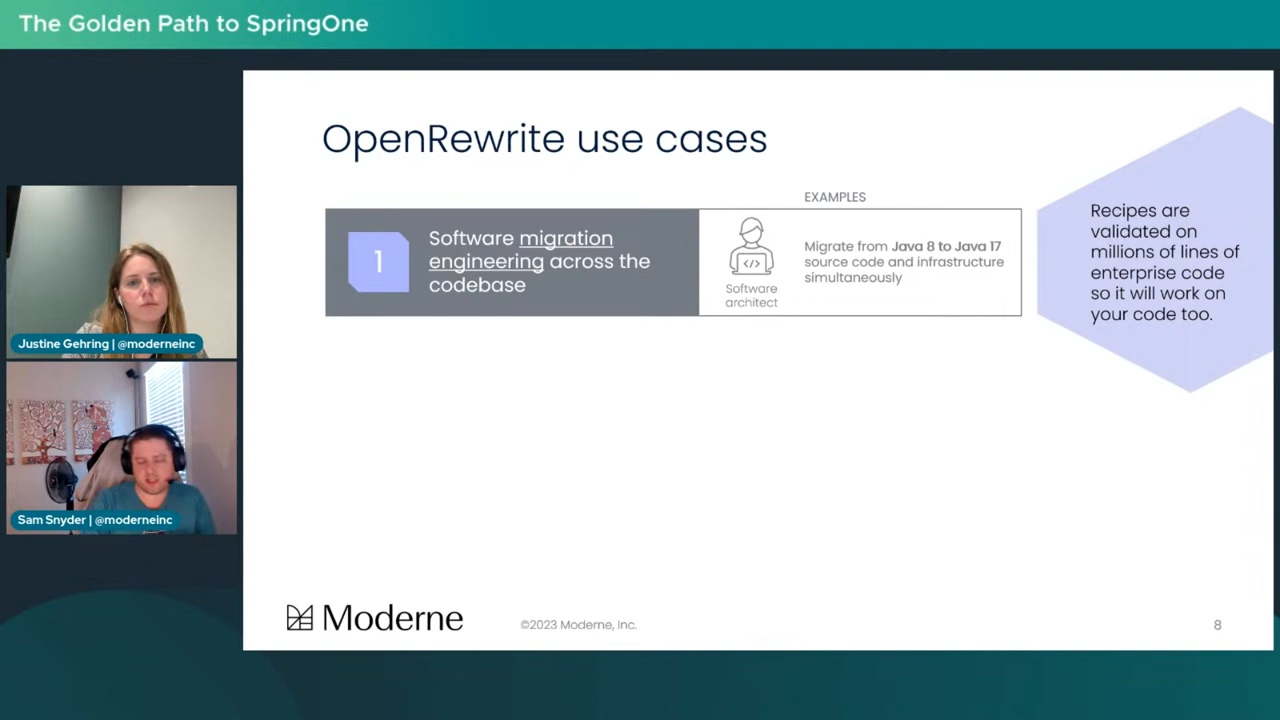 The Golden Path to SpringOne
OpenRewrite use cases
EXAMPLES
1
Software migration
engineering across the
codebase
</>
Software
architect
Migrate from Java 8 to Java 17
source code and infrastructure
simultaneously
Recipes are
validated on
millions of lines of
enterprise code
so it will work on
your code too.
Justine Gehring | @moderneinc
Sam Snyder | @moderneinc
Moderne
©2023 Moderne, Inc.
8